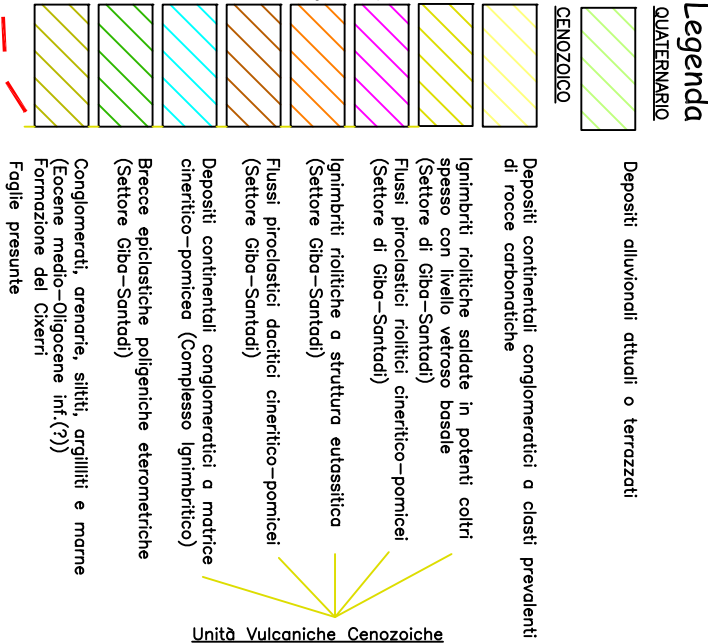 Legenda
QUATERNARIO
Depositi alluvionali attuali o terrazzati
CENOZOICO
Depositi continentali conglomeratici a clasti prevalenti
di rocce carbonatiche
Ignimbriti riolitiche saldate in potenti coltri
spesso con livello vetroso basale
(Settore di Giba-Santadi)
Flussi piroclastici riolitici cineritico-pomicei
(Settore di Giba-Santadi)
Ignimbriti riolitiche a struttura eutassitica
(Settore Giba-Santadi)
Flussi piroclastici dacitici cineritico-pomicei
(Settore Giba-Santadi)
Depositi continentali conglomeratici a matrice
cineritico-pomicea (Complesso Ignimbritico)
Brecce epiclastiche poligeniche eterometriche
(Settore Giba-Santadi)
Conglomerati, arenarie, siltiti, argillliti e marne
(Eocene medio-Oligocene inf.(?))
Formazione del Cixerri
Faglie presunte
Unità Vulcaniche Cenozoiche